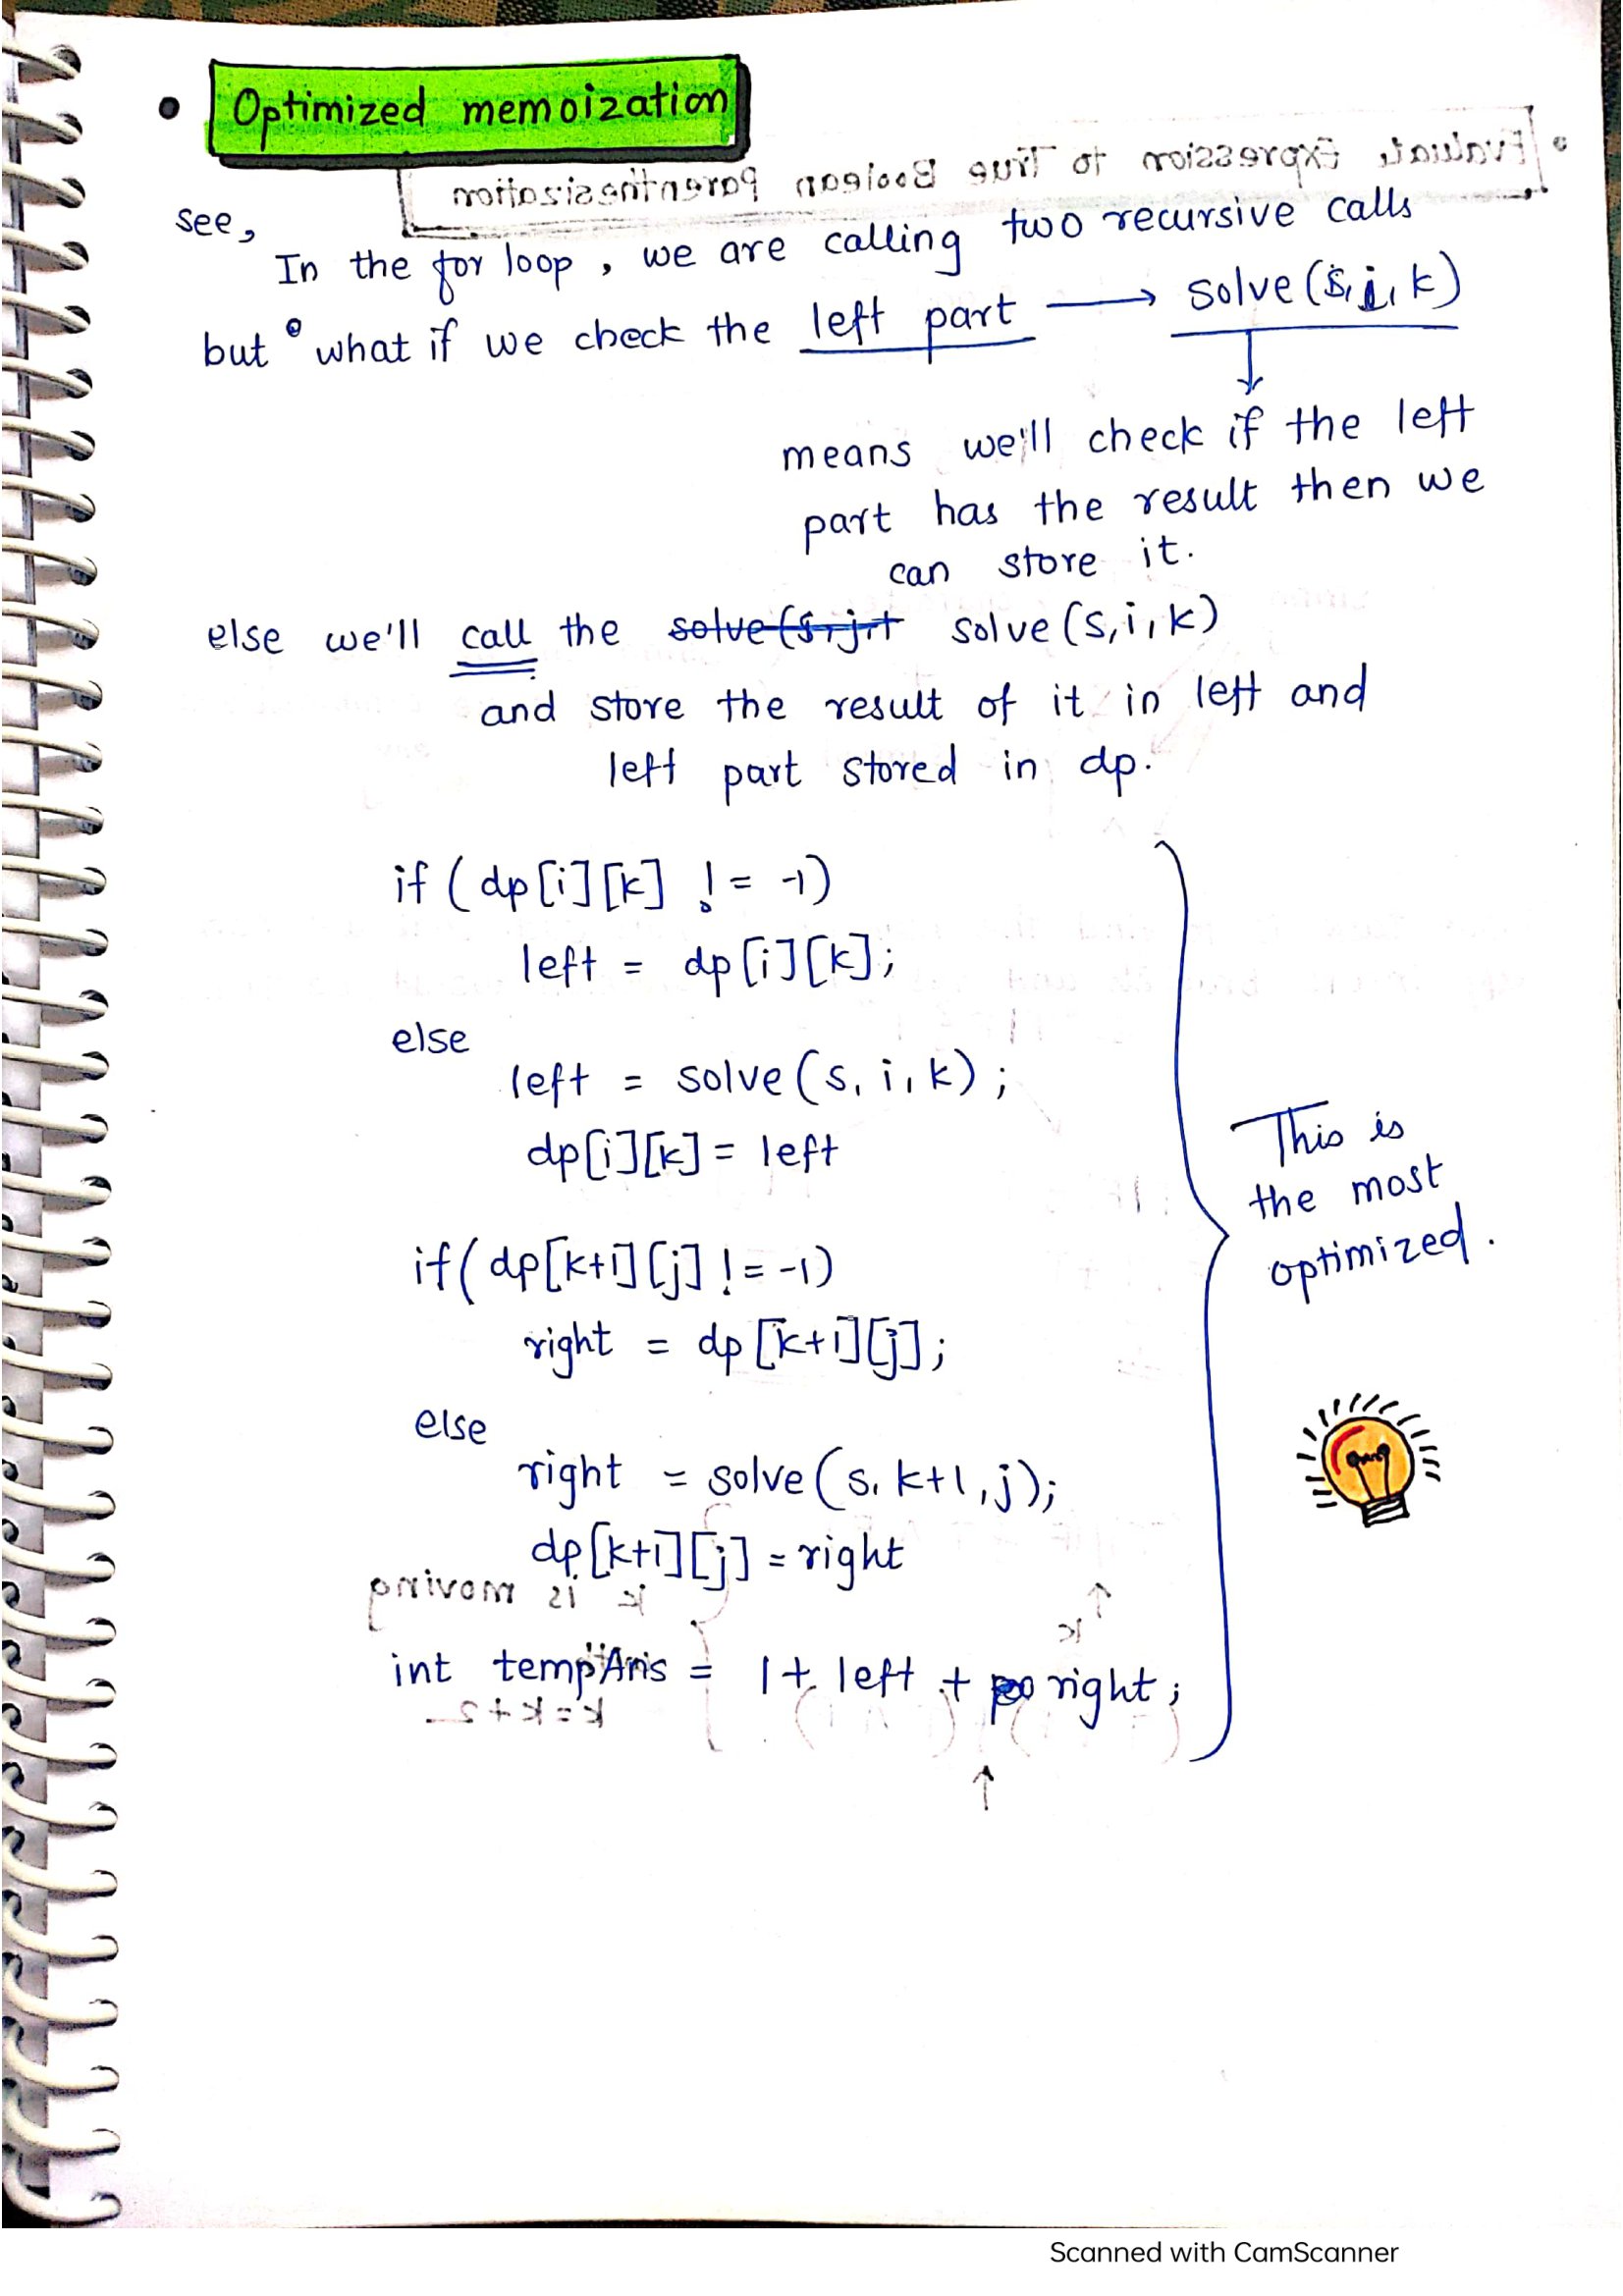 • Optimized memoization
see,
In the for loop, we are calling two recursive calls
but what if we check the left part → solve(s, i, k)
means we'll check if the left
part has the result then we
can store it.
else we'll call the solve(s, j, + solve(s, i, k)
and store the result of it in left and
left part stored in dp.
if (dp[i][k] != -1)
left = dp[i][k];
else
left = solve(s, i, k);
dp[i][k] = left
if(dp[k+1][j] != -1)
right = dp[k+1][j];
else
right = solve(s, k+1, j);
dp[k+1][j] = right
int tempAns = 1 + left + right;
This is
the most
optimized.
Scanned with CamScanner